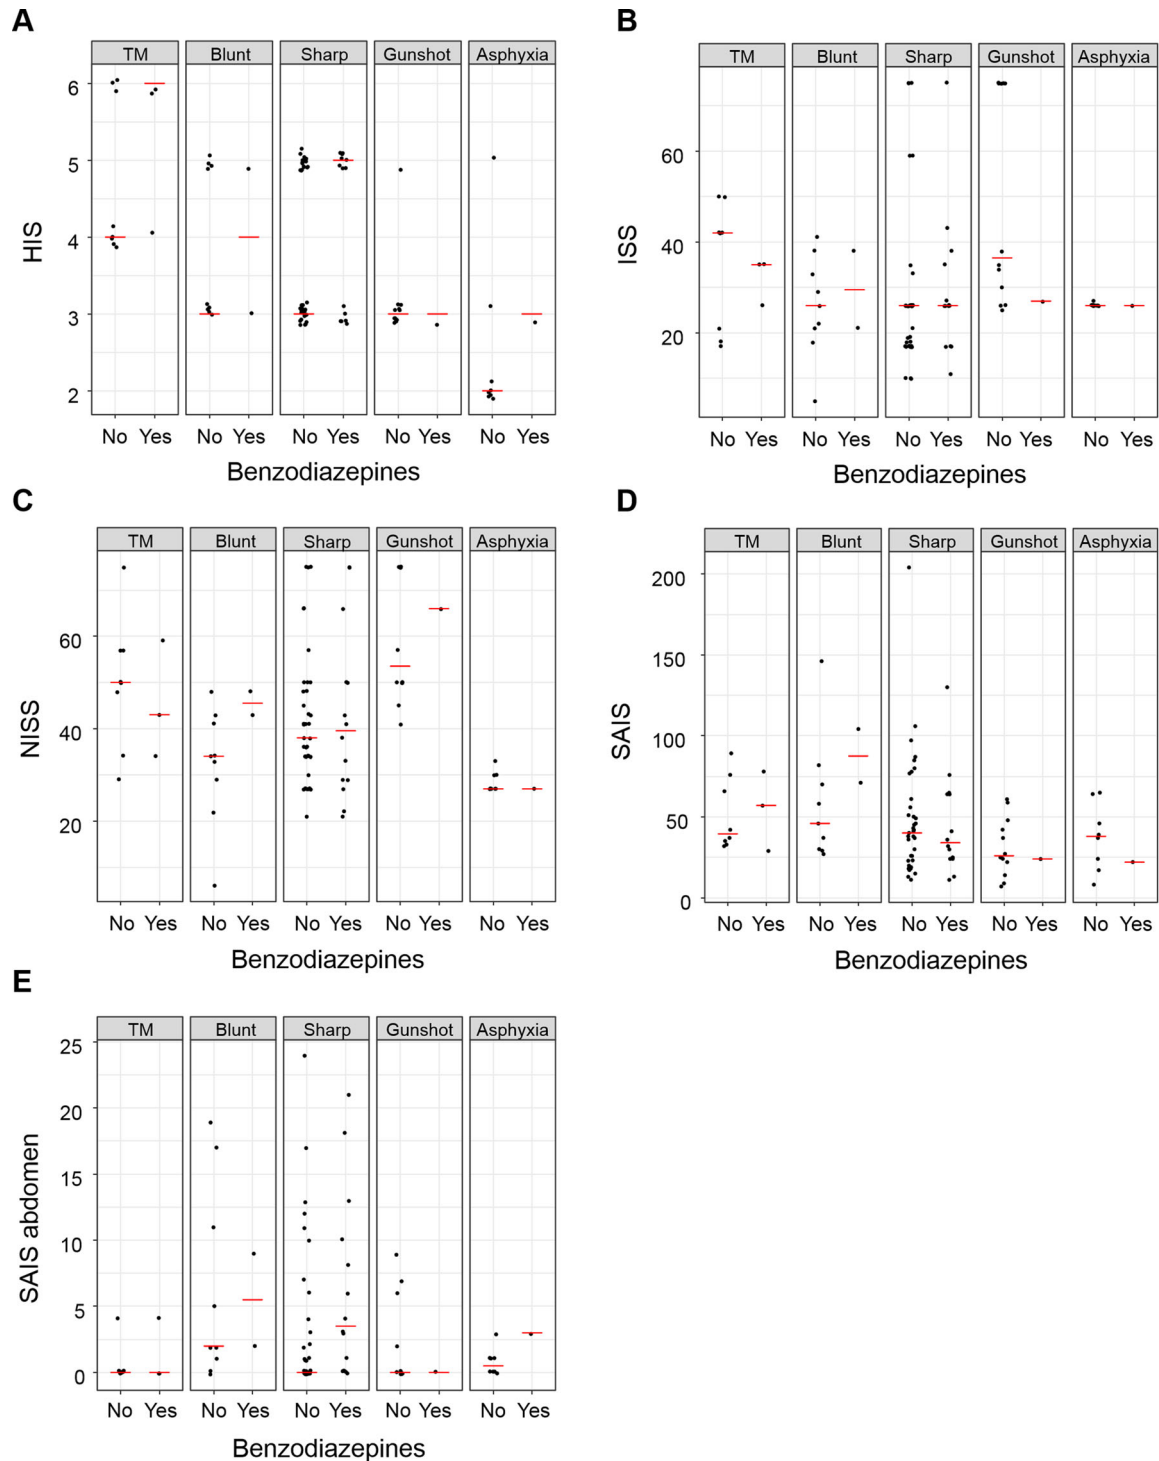 A
TM Blunt Sharp Gunshot Asphyxia
6
5
4
3
2
HIS
No Yes No Yes No Yes No Yes No Yes
Benzodiazepines
B
TM Blunt Sharp Gunshot Asphyxia
60
40
20
ISS
No Yes No Yes No Yes No Yes No Yes
Benzodiazepines
C
TM Blunt Sharp Gunshot Asphyxia
60
40
20
NISS
No Yes No Yes No Yes No Yes No Yes
Benzodiazepines
D
TM Blunt Sharp Gunshot Asphyxia
200
150
100
50
0
SAIS
No Yes No Yes No Yes No Yes No Yes
Benzodiazepines
E
TM Blunt Sharp Gunshot Asphyxia
25
20
15
10
5
0
SAIS abdomen
No Yes No Yes No Yes No Yes No Yes
Benzodiazepines